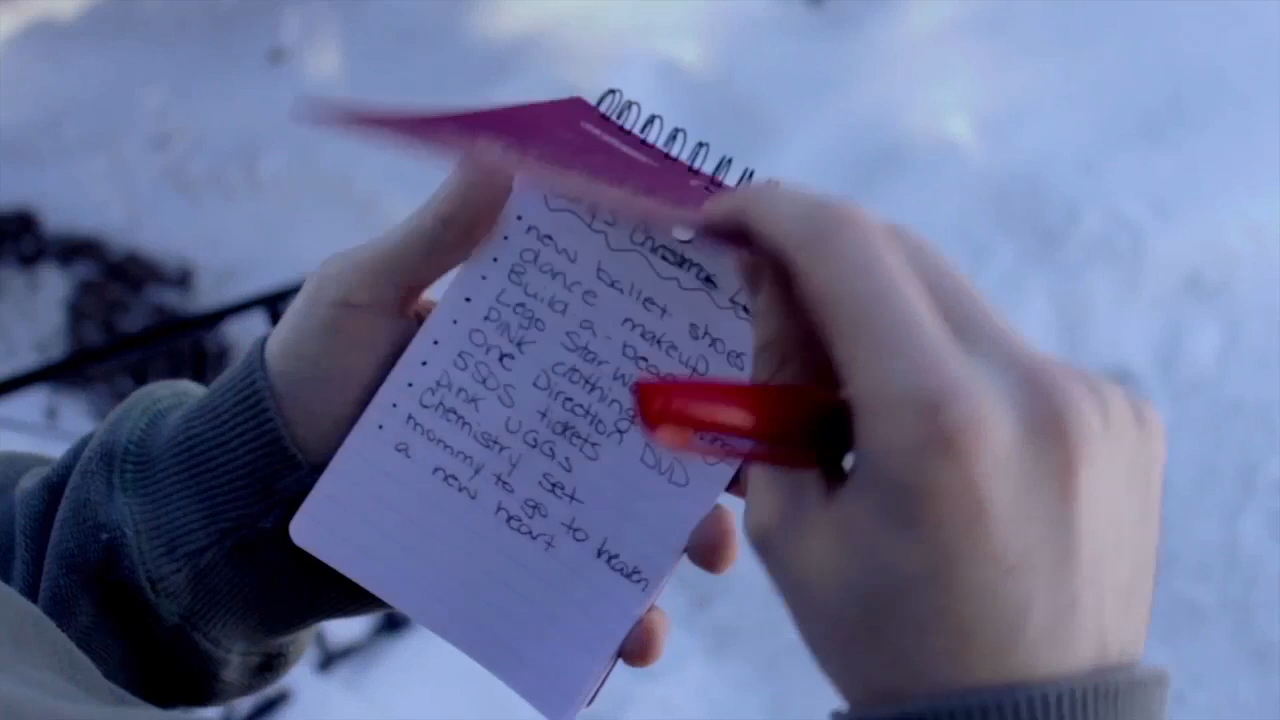 Christmas
• new ballet shoes
• dance makeup
• Build-a-bear
• Lego Star
• PINK clothing
• One Direction DVD
• 5SOS tickets
• pink UGGs
• Chemistry set
• mommy to go to heaven
• a new heart